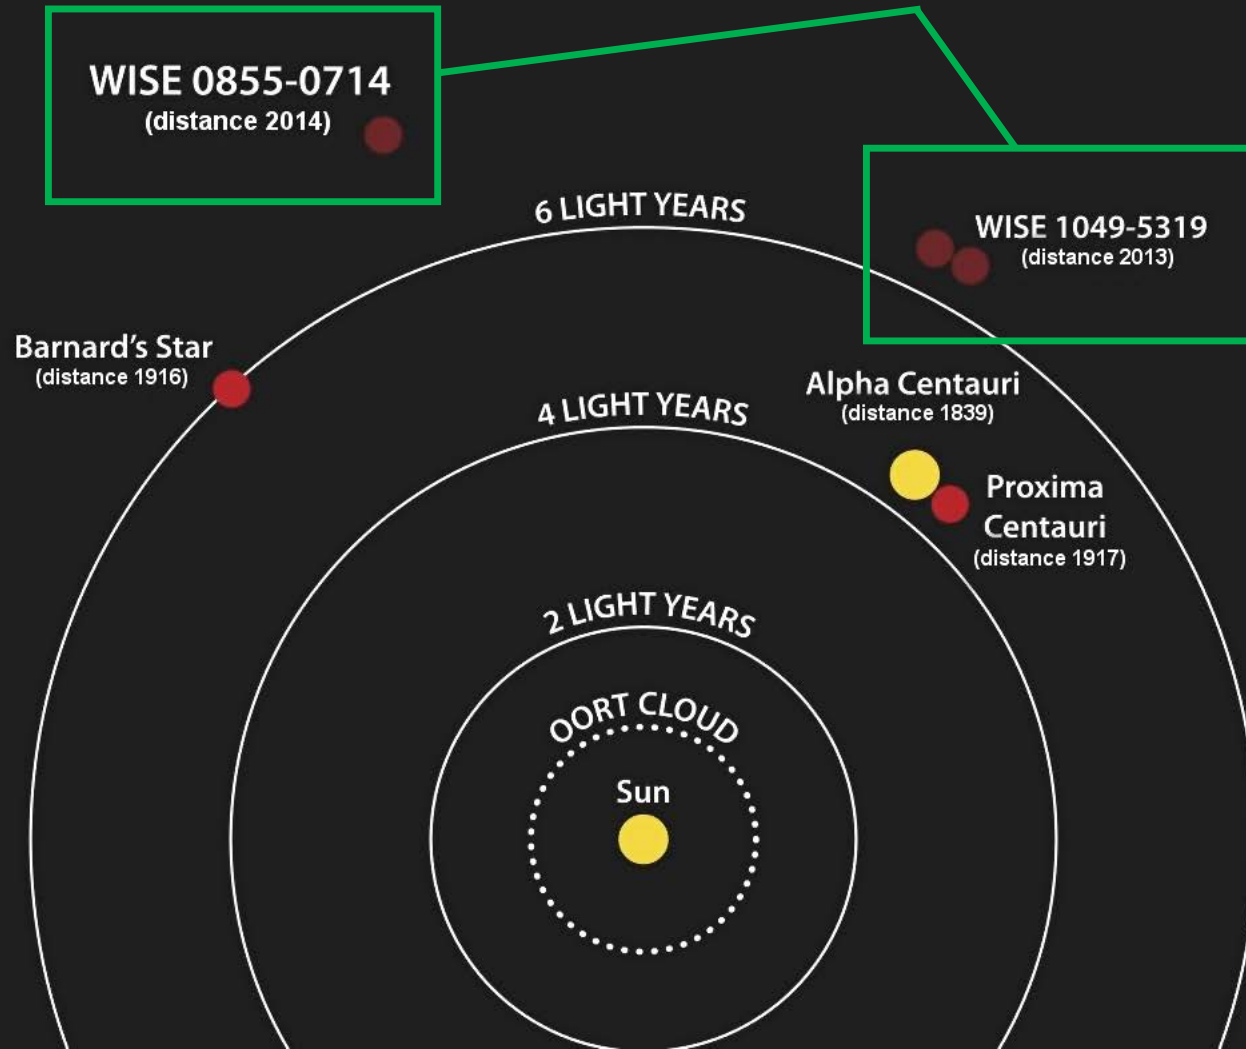 WISE 0855-0714
(distance 2014)
6 LIGHT YEARS
WISE 1049-5319
(distance 2013)
Barnard's Star
(distance 1916)
Alpha Centauri
(distance 1839)
4 LIGHT YEARS
Proxima
Centauri
(distance 1917)
2 LIGHT YEARS
OORT CLOUD
Sun